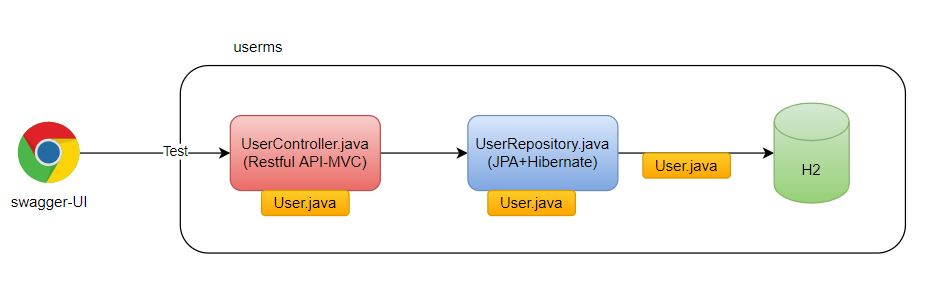 userms
Test
UserController.java
(Restful API-MVC)
User.java
UserRepository.java
(JPA+Hibernate)
User.java
User.java
H2
swagger-UI